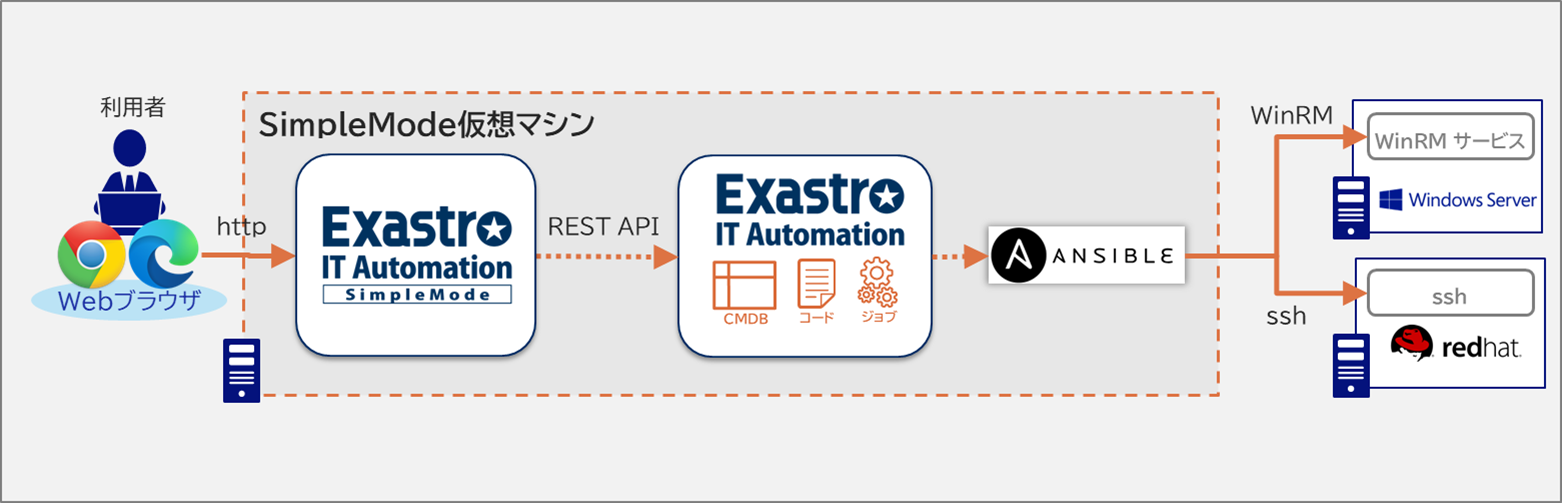 利用者
Webブラウザ
http
SimpleMode仮想マシン
Exastro
IT Automation
SimpleMode
REST API
Exastro
IT Automation
CMDB
コード
ジョブ
ANSIBLE
WinRM
WinRM サービス
Windows Server
ssh
ssh
redhat.